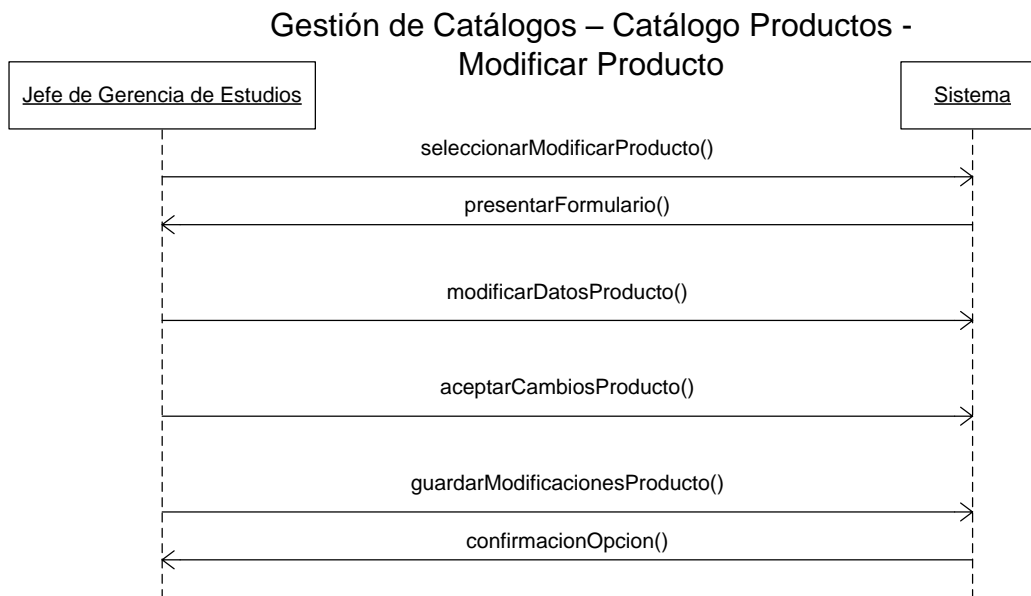 Gestión de Catálogos – Catálogo Productos -
Modificar Producto
Jefe de Gerencia de Estudios
Sistema
seleccionarModificarProducto()
presentarFormulario()
modificarDatosProducto()
aceptarCambiosProducto()
guardarModificacionesProducto()
confirmacionOpcion()